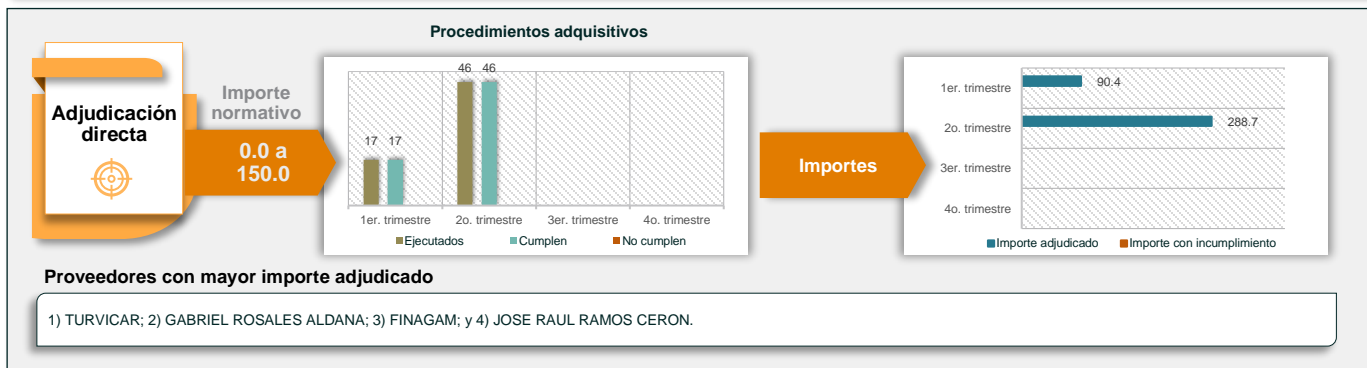 Procedimientos adquisitivos
Adjudicación
directa
Importe
normativo
0.0 a
150.0
17 17
46 46
1er. trimestre 2o. trimestre 3er. trimestre 4o. trimestre
Ejecutados Cumplen No cumplen
Importes
1er. trimestre 90.4
2o. trimestre 288.7
3er. trimestre
4o. trimestre
Importe adjudicado Importe con incumplimiento
Proveedores con mayor importe adjudicado
1) TURVICAR; 2) GABRIEL ROSALES ALDANA; 3) FINAGAM; y 4) JOSE RAUL RAMOS CERON.